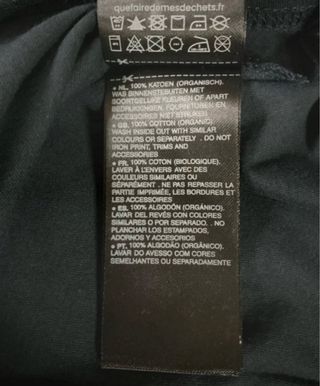 quefairedemesdechets.fr
• NL, 100% KATOEN (ORGANISCH).
WAS BINNENSTEBUITEN MET
SOORTGELIJKE KLEUREN OF APART
BEDRUKKINGEN, FOURNITUREN EN
ACCESSOIRES NIET STRIJKEN
• GB, 100% COTTON (ORGANIC)
WASH INSIDE OUT WITH SIMILAR
COLOURS OR SEPARATELY . DO NOT
IRON PRINT, TRIMS AND
ACCESSORIES
• FR, 100% COTON (BIOLOGIQUE),
LAVER À L'ENVERS AVEC DES
COULEURS SIMILAIRES OU
SÉPARÉMENT . NE PAS REPASSER LA
PARTIE IMPRIMÉE, LES BORDURES ET
LES ACCESSOIRES
• ES, 100% ALGODÓN (ORGÁNICO).
LAVAR DEL REVÉS CON COLORES
SIMILARES O POR SEPARADO. . NO
PLANCHAR LOS ESTAMPADOS,
ADORNOS Y ACCESORIOS
• PT, 100% ALGODÃO (ORGÂNICO).
LAVAR DO AVESSO COM CORES
SEMELHANTES OU SEPARADAMENTE